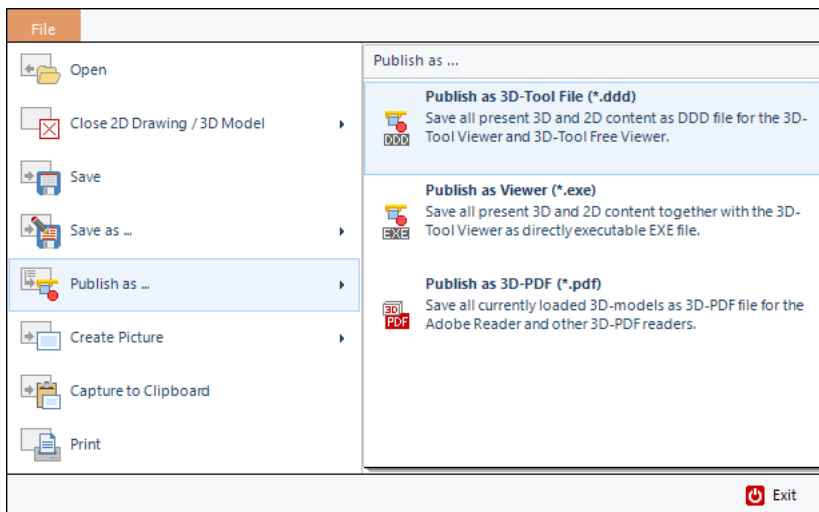 File
Open
Close 2D Drawing / 3D Model
Save
Save as ...
Publish as ...
Create Picture
Capture to Clipboard
Print
Publish as ...
Publish as 3D-Tool File (*.ddd)
Save all present 3D and 2D content as DDD file for the 3D-
Tool Viewer and 3D-Tool Free Viewer.
DDD
Publish as Viewer (*.exe)
Save all present 3D and 2D content together with the 3D-
Tool Viewer as directly executable EXE file.
EXE
Publish as 3D-PDF (*.pdf)
Save all currently loaded 3D-models as 3D-PDF file for the
Adobe Reader and other 3D-PDF readers.
3D
PDF
Exit